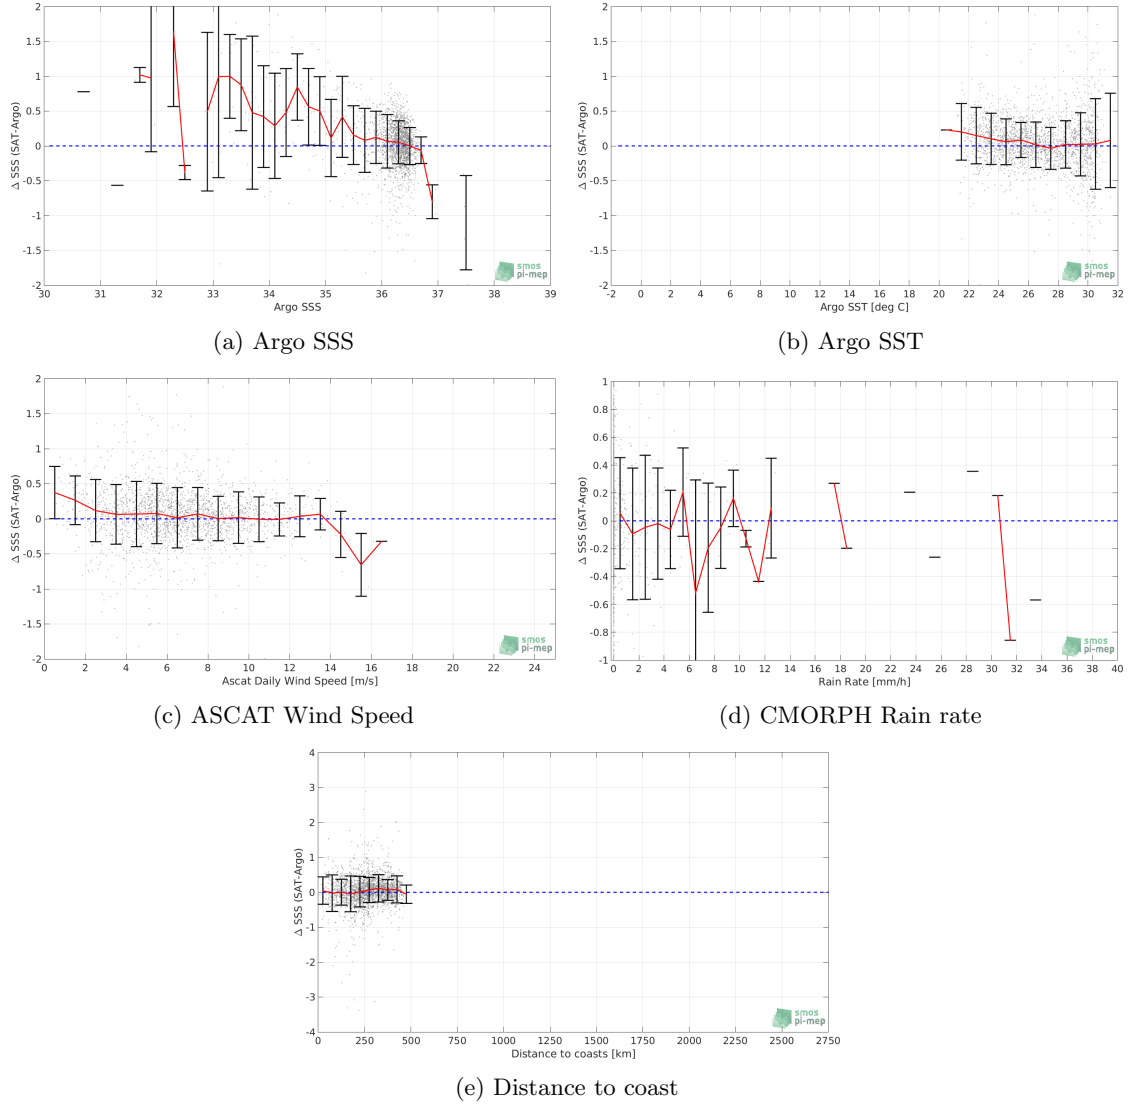 2
1.5
1
0.5
0
-0.5
-1
-1.5
-2
Δ SSS (SAT-Argo)
30 31 32 33 34 35 36 37 38 39
Argo SSS
smos
pi-mep
(a) Argo SSS
2
1.5
1
0.5
0
-0.5
-1
-1.5
-2
Δ SSS (SAT-Argo)
-2 0 2 4 6 8 10 12 14 16 18 20 22 24 26 28 30 32
Argo SST [deg C]
smos
pi-mep
(b) Argo SST
2
1.5
1
0.5
0
-0.5
-1
-1.5
-2
Δ SSS (SAT-Argo)
0 2 4 6 8 10 12 14 16 18 20 22 24
Ascat Daily Wind Speed [m/s]
smos
pi-mep
(c) ASCAT Wind Speed
1
0.8
0.6
0.4
0.2
0
-0.2
-0.4
-0.6
-0.8
-1
Δ SSS (SAT-Argo)
0 2 4 6 8 10 12 14 16 18 20 22 24 26 28 30 32 34 36 38 40
Rain Rate [mm/h]
smos
pi-mep
(d) CMORPH Rain rate
4
3
2
1
0
-1
-2
-3
-4
Δ SSS (SAT-Argo)
0 250 500 750 1000 1250 1500 1750 2000 2250 2500 2750
Distance to coasts [km]
smos
pi-mep
(e) Distance to coast